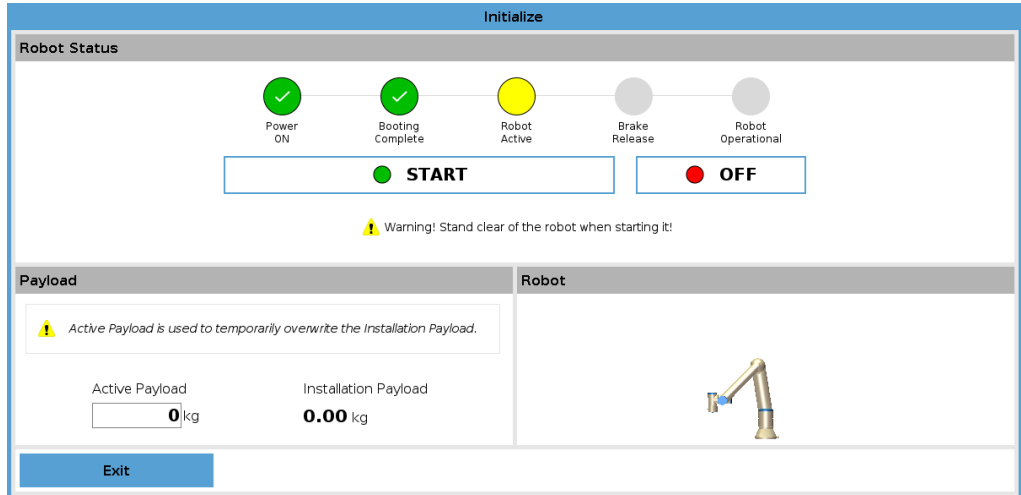 Initialize
Robot Status
Power ON
Booting Complete
Robot Active
Brake Release
Robot Operational
START
OFF
Warning! Stand clear of the robot when starting it!
Payload
Robot
Active Payload is used to temporarily overwrite the Installation Payload.
Active Payload
Installation Payload
0 kg
0.00 kg
Exit